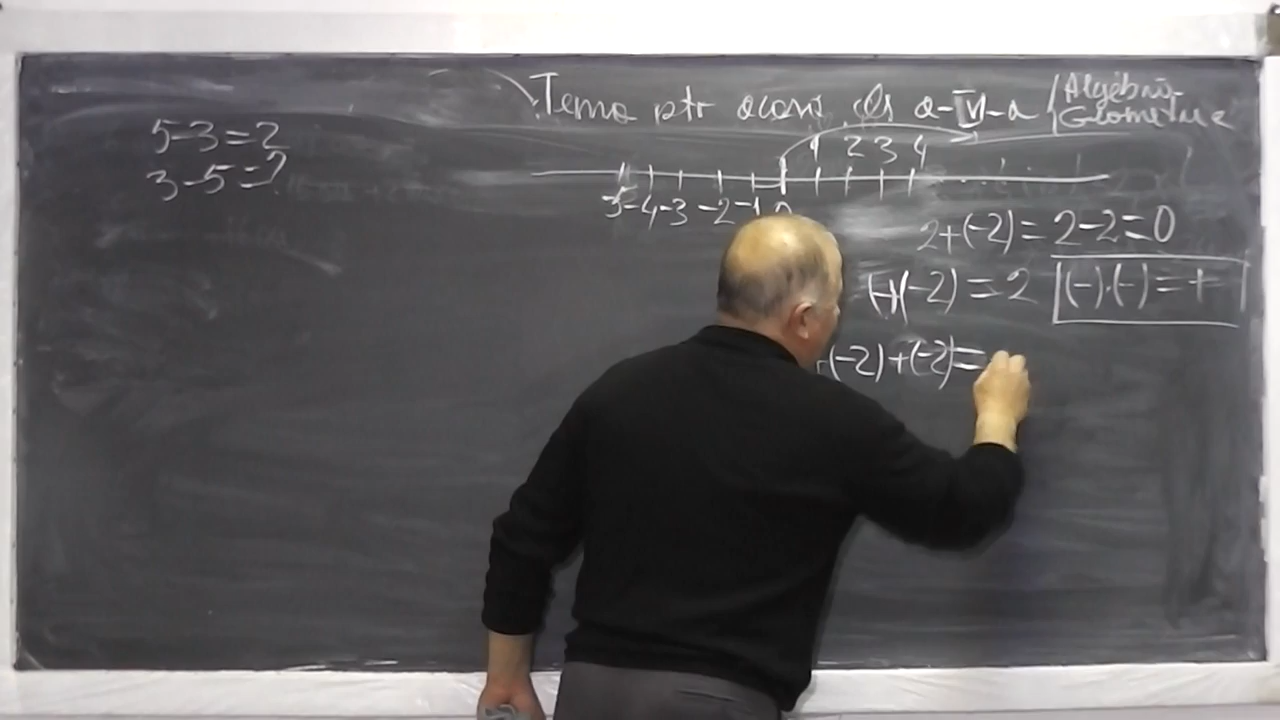 Tema ptr acasă cls a-VI-a / Algebră-
Geometrie
5-3=2
3-5=?
1 2 3 4
-5 -4 -3 -2 -1 0
2+(-2)=2-2=0
(-)(-2)=2 (-)·(-)=+
(-2)+(-2)=